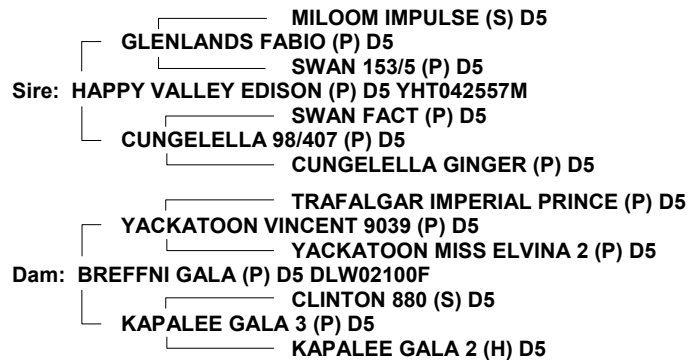 MILOOM IMPULSE (S) D5
GLENLANDS FABIO (P) D5
SWAN 153/5 (P) D5
Sire: HAPPY VALLEY EDISON (P) D5 YHT042557M
SWAN FACT (P) D5
CUNGELELLA 98/407 (P) D5
CUNGELELLA GINGER (P) D5
TRAFALGAR IMPERIAL PRINCE (P) D5
YACKATOON VINCENT 9039 (P) D5
YACKATOON MISS ELVINA 2 (P) D5
Dam: BREFFNI GALA (P) D5 DLW02100F
CLINTON 880 (S) D5
KAPALEE GALA 3 (P) D5
KAPALEE GALA 2 (H) D5